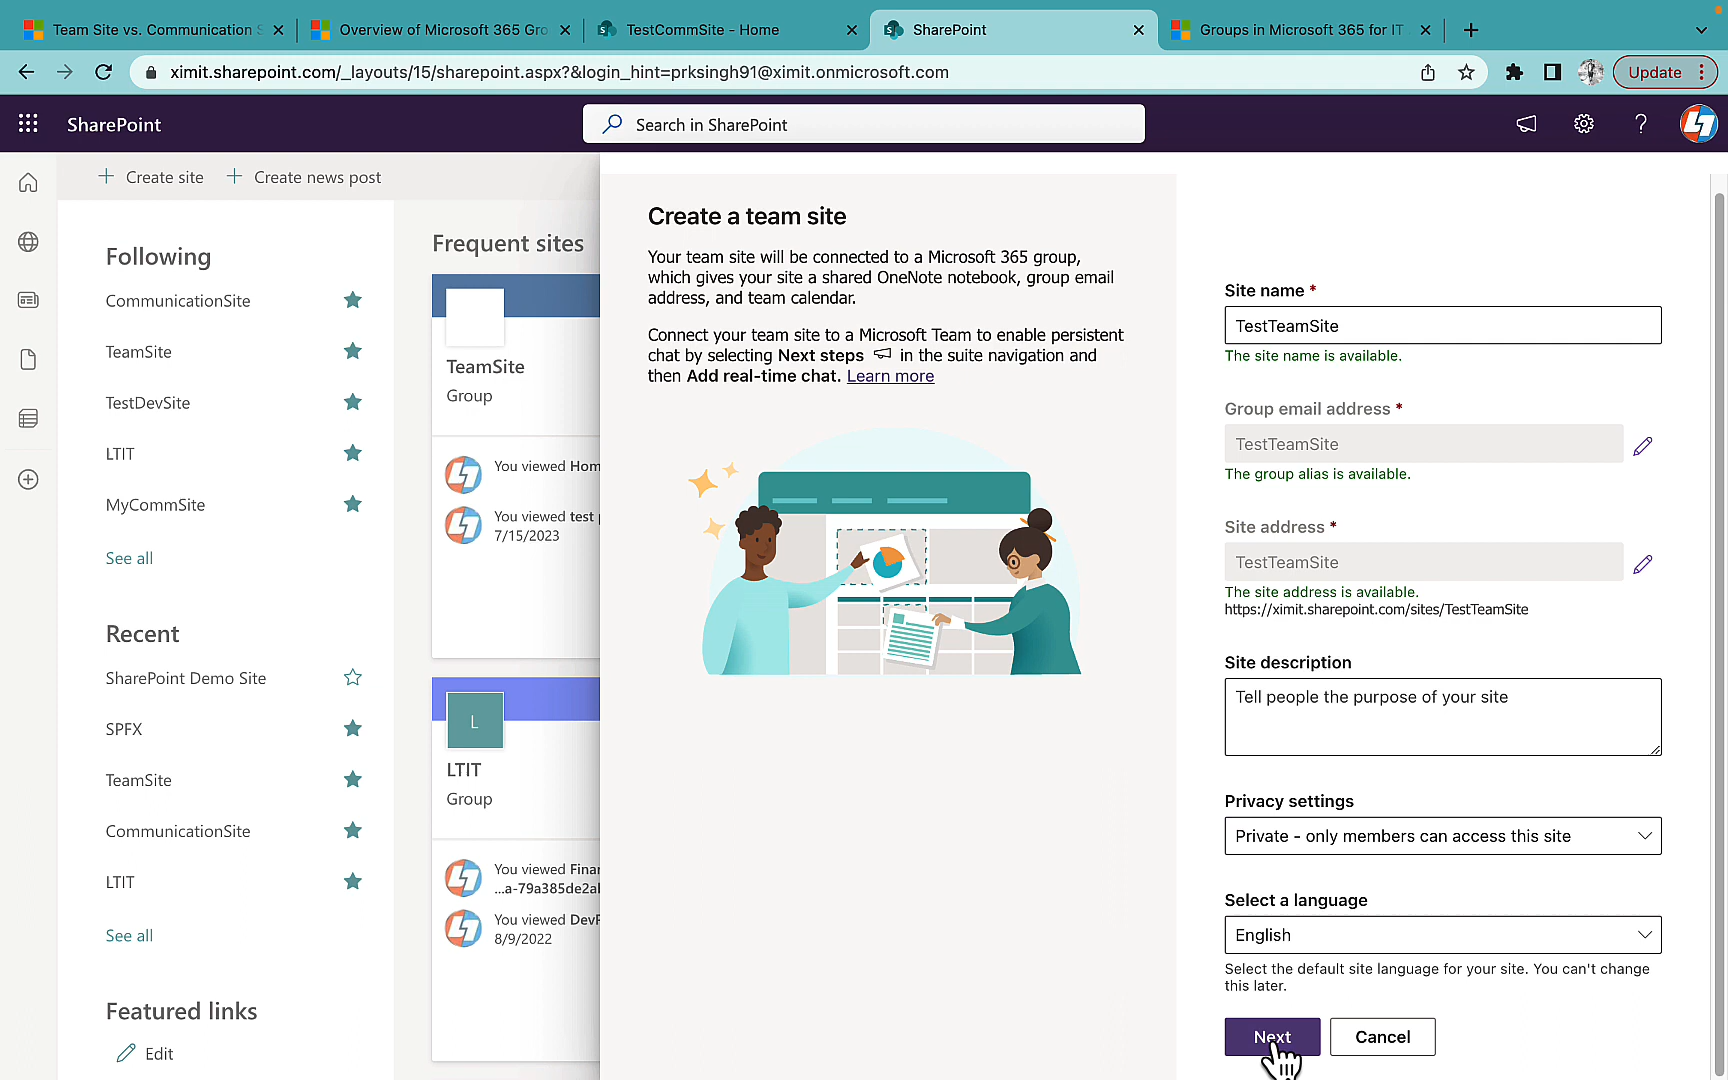 Team Site vs. Communication S
Overview of Microsoft 365 Gro
TestCommSite - Home
SharePoint
Groups in Microsoft 365 for IT
ximit.sharepoint.com/_layouts/15/sharepoint.aspx?&login_hint=prksingh91@ximit.onmicrosoft.com
Update
SharePoint
Search in SharePoint
Create site
Create news post
Following
CommunicationSite
TeamSite
TestDevSite
LTIT
MyCommSite
See all
Recent
SharePoint Demo Site
SPFX
TeamSite
CommunicationSite
LTIT
See all
Featured links
Edit
Frequent sites
TeamSite
Group
You viewed Hom
You viewed test p
7/15/2023
L
LTIT
Group
You viewed Finan
...a-79a385de2al
You viewed DevP
8/9/2022
Create a team site
Your team site will be connected to a Microsoft 365 group,
which gives your site a shared OneNote notebook, group email
address, and team calendar.
Connect your team site to a Microsoft Team to enable persistent
chat by selecting Next steps in the suite navigation and
then Add real-time chat. Learn more
Site name *
TestTeamSite
The site name is available.
Group email address *
TestTeamSite
The group alias is available.
Site address *
TestTeamSite
The site address is available.
https://ximit.sharepoint.com/sites/TestTeamSite
Site description
Tell people the purpose of your site
Privacy settings
Private - only members can access this site
Select a language
English
Select the default site language for your site. You can't change
this later.
Next
Cancel